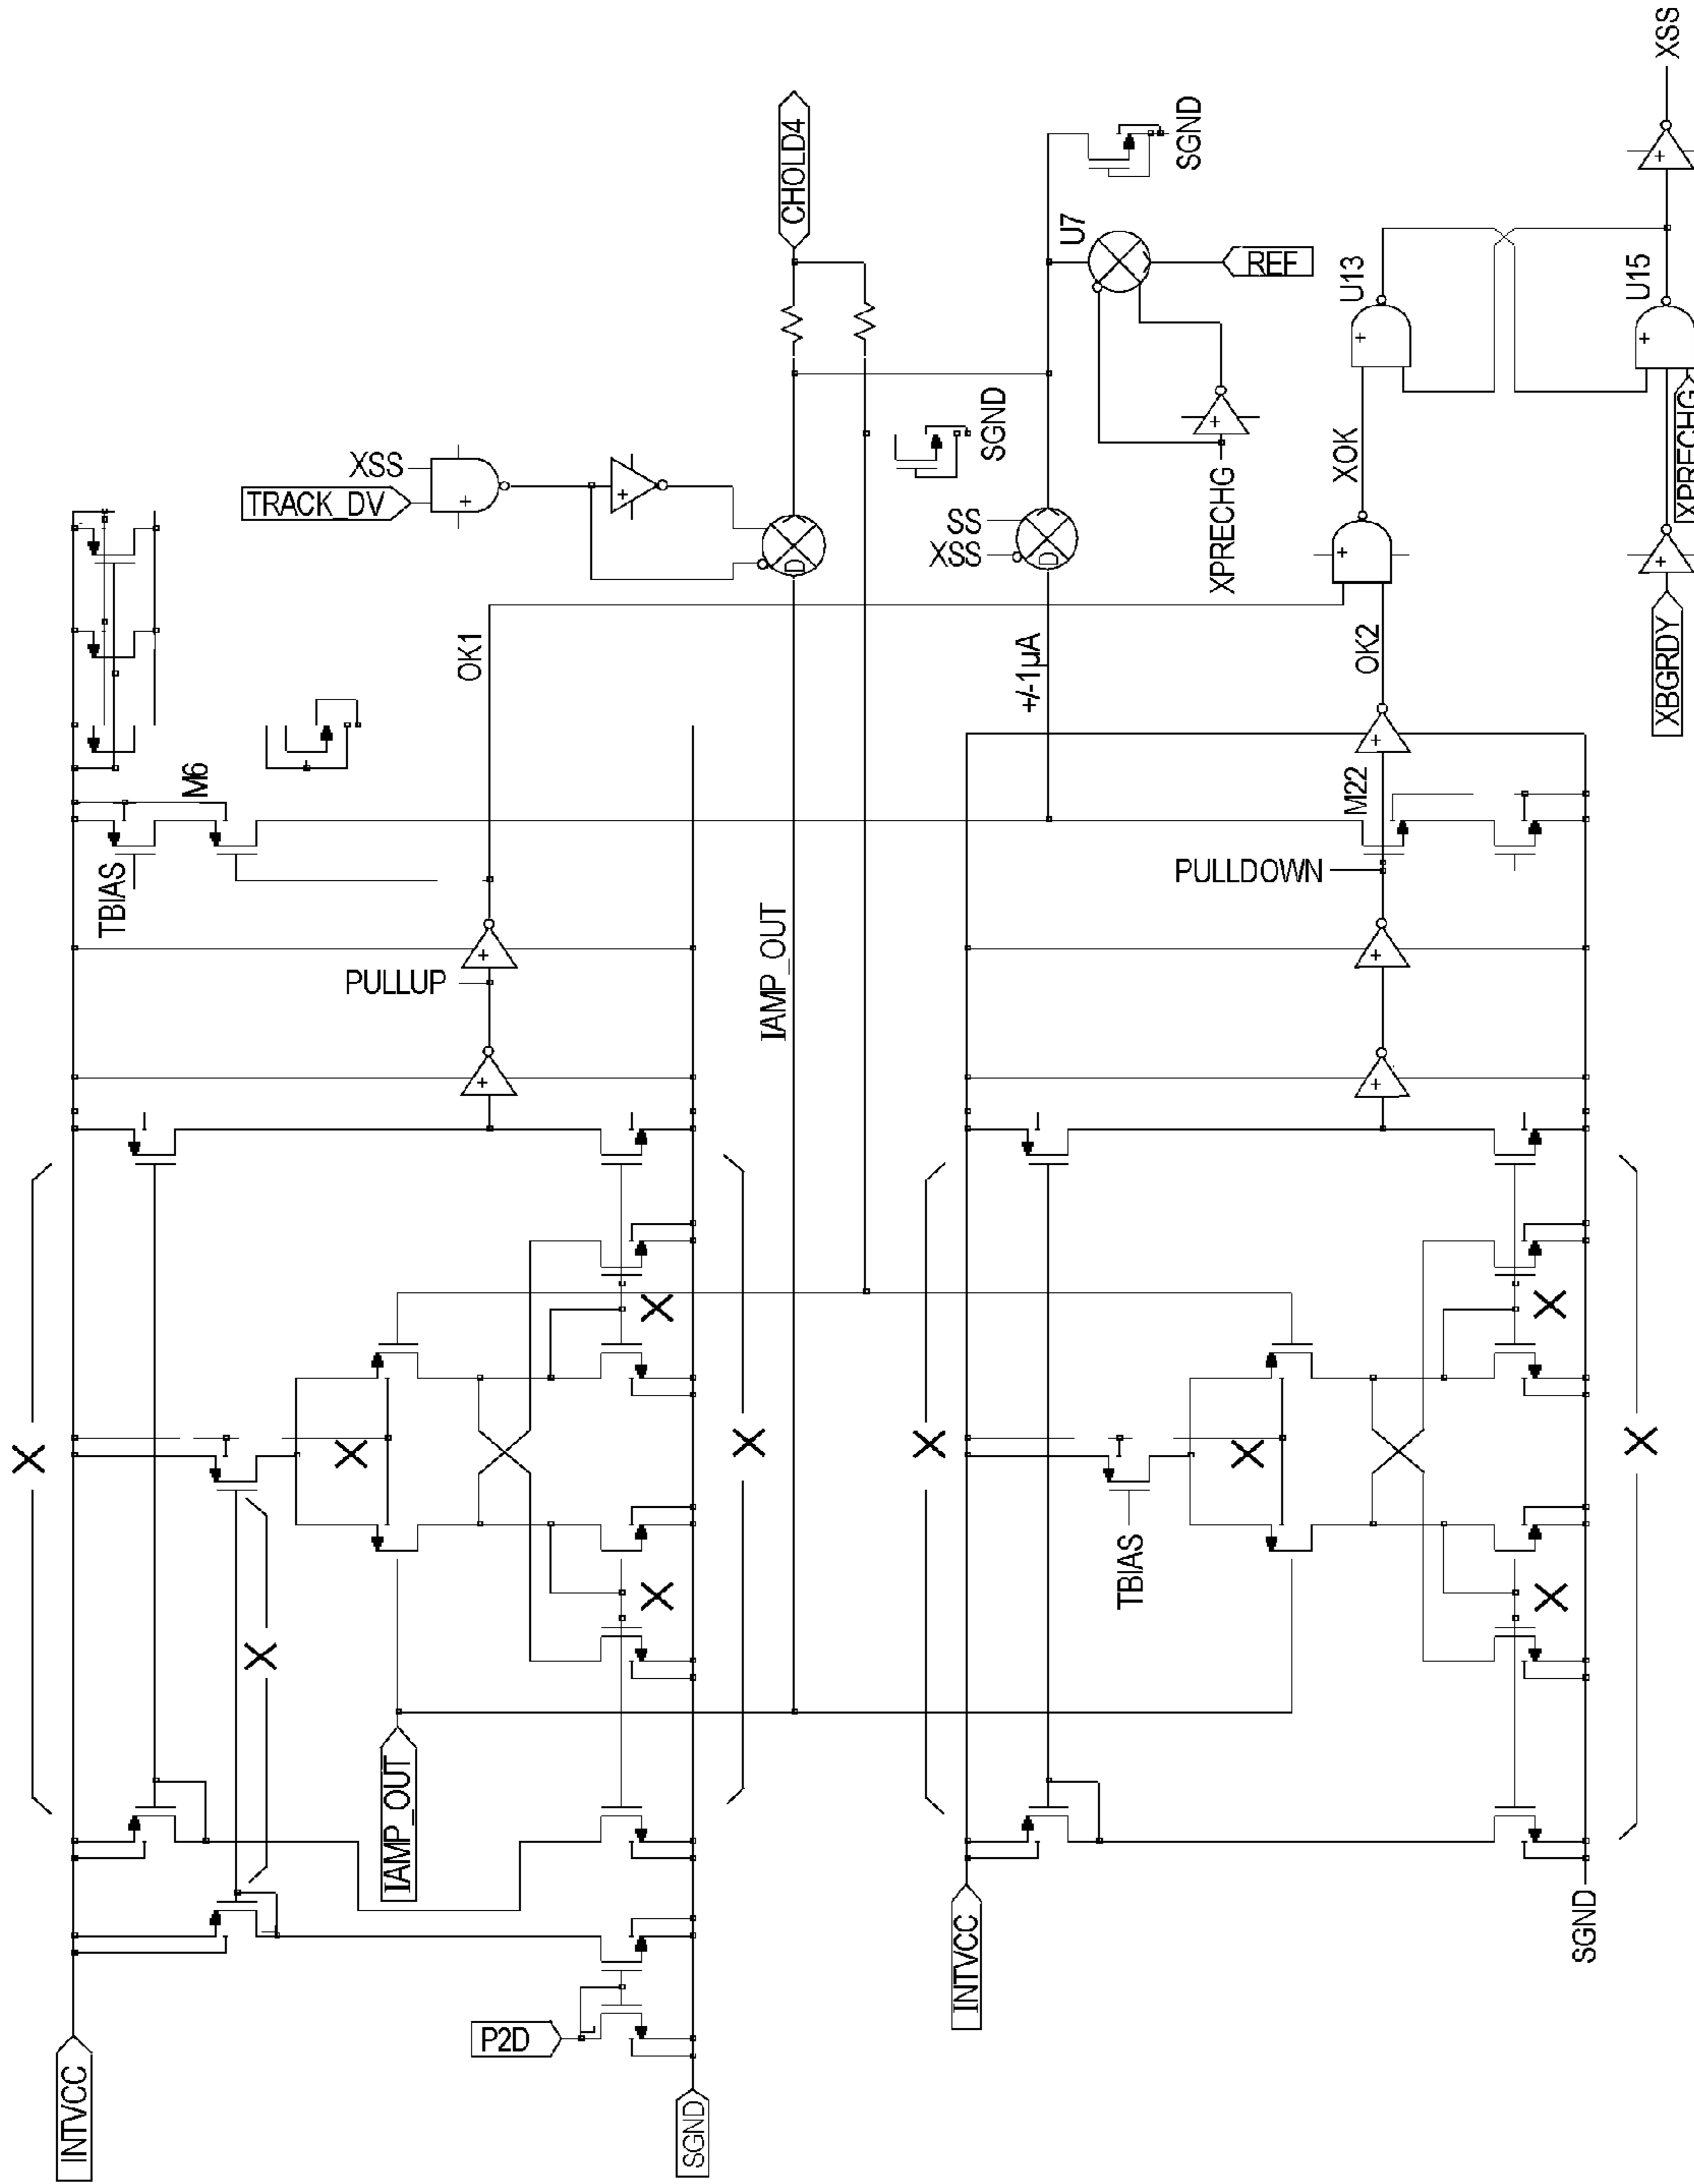 XSS
CHOLD4
SGND
U7
REF
U13
U15
XSS
TRACK_DV
SGND
XOK
XPRECHG
SS
XSS
XPRECHG
XBGRDY
OK1
+/-1µA
OK2
M6
M22
TBIAS
PULLDOWN
PULLUP
IAMP_OUT
X
X
X
X
X
X
X
X
X
X
TBIAS
X
X
X
IAMP_OUT
INTVCC
SGND
P2D
INTVCC
SGND
D
D